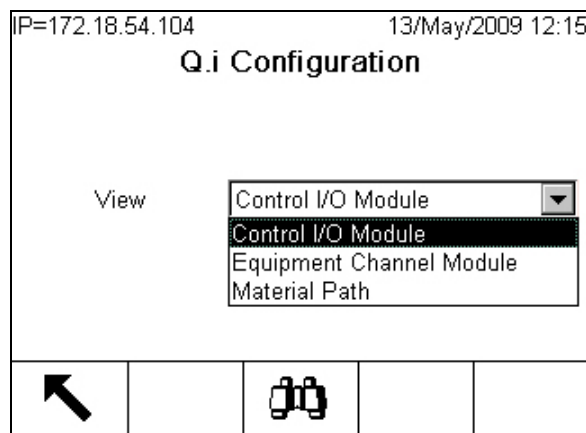 IP=172.18.54.104 13/May/2009 12:15
Q.i Configuration
View Control I/O Module
Control I/O Module
Equipment Channel Module
Material Path